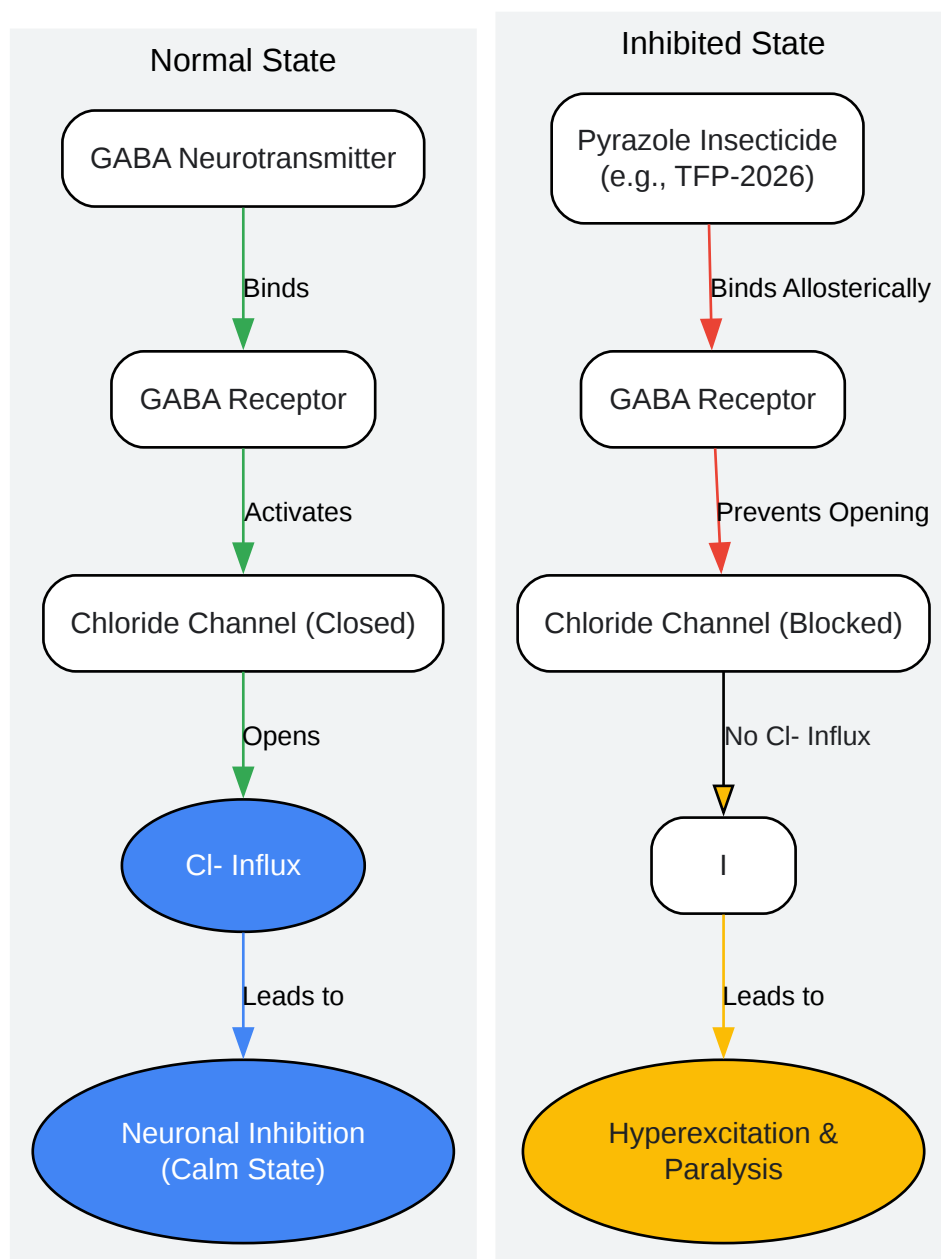 Normal State
GABA Neurotransmitter
Binds
GABA Receptor
Activates
Chloride Channel (Closed)
Opens
Cl- Influx
Leads to
Neuronal Inhibition
(Calm State)
Inhibited State
Pyrazole Insecticide
(e.g., TFP-2026)
Binds Allosterically
GABA Receptor
Prevents Opening
Chloride Channel (Blocked)
No Cl- Influx
I
Leads to
Hyperexcitation &
Paralysis